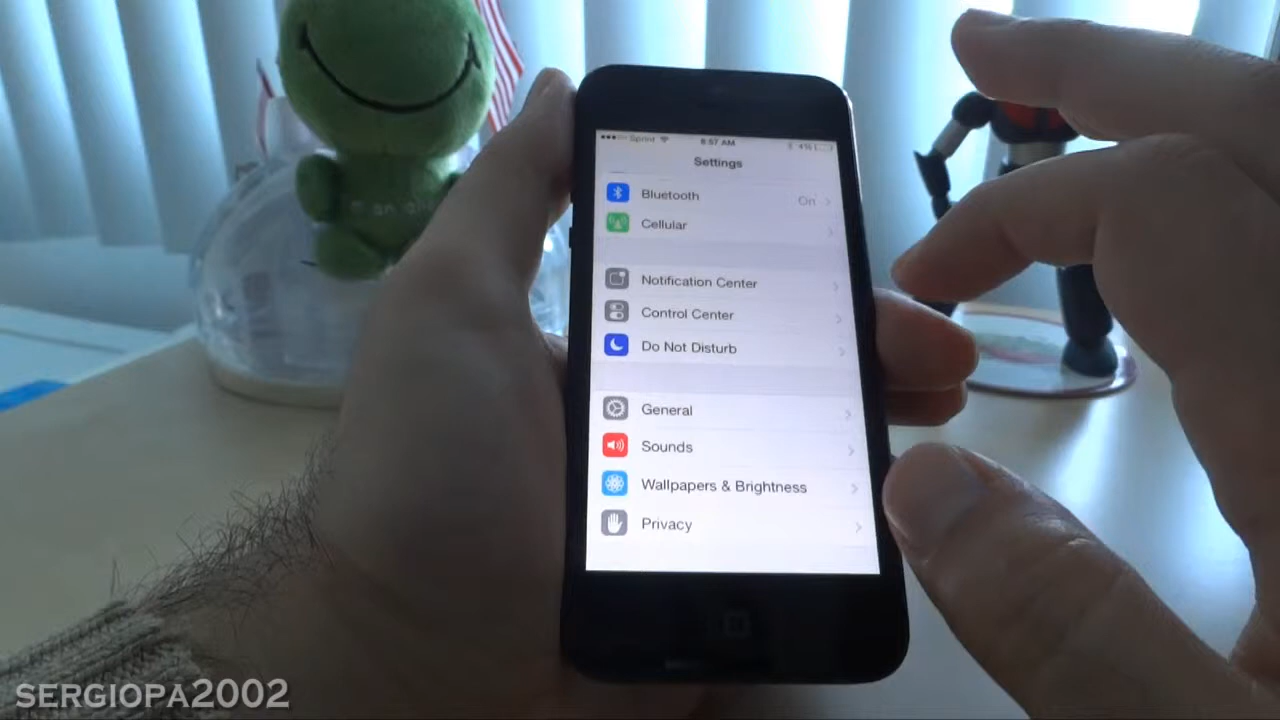 Sprint 8:57 AM 4%
Settings
Bluetooth On
Cellular
Notification Center
Control Center
Do Not Disturb
General
Sounds
Wallpapers & Brightness
Privacy
SERGIOPA2002